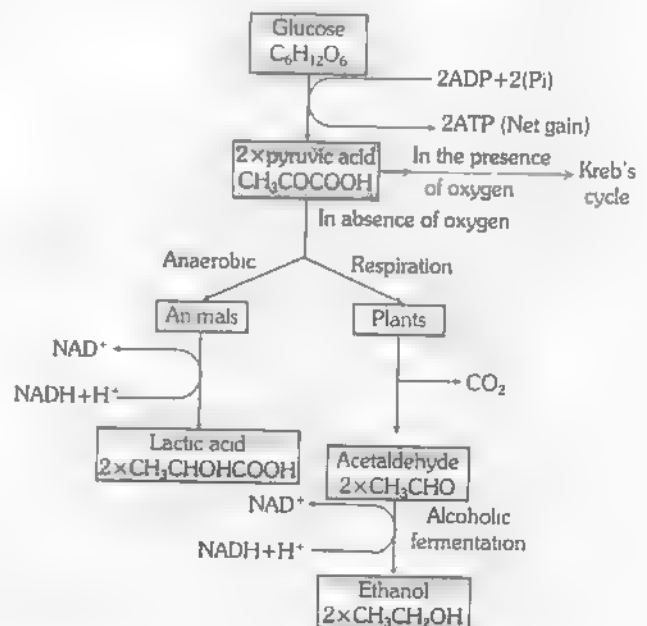 Glucose
C₆H₁₂O₆
2ADP+2(Pi)
2ATP (Net gain)
2×pyruvic acid
CH₃COCOOH
In the presence
of oxygen
Kreb's
cycle
In absence of oxygen
Anaerobic
Respiration
Animals
Plants
NAD⁺
NADH+H⁺
CO₂
Lactic acid
2×CH₃CHOHCOOH
Acetaldehyde
2×CH₃CHO
NAD⁺
NADH+H⁺
Alcoholic
fermentation
Ethanol
2×CH₃CH₂OH